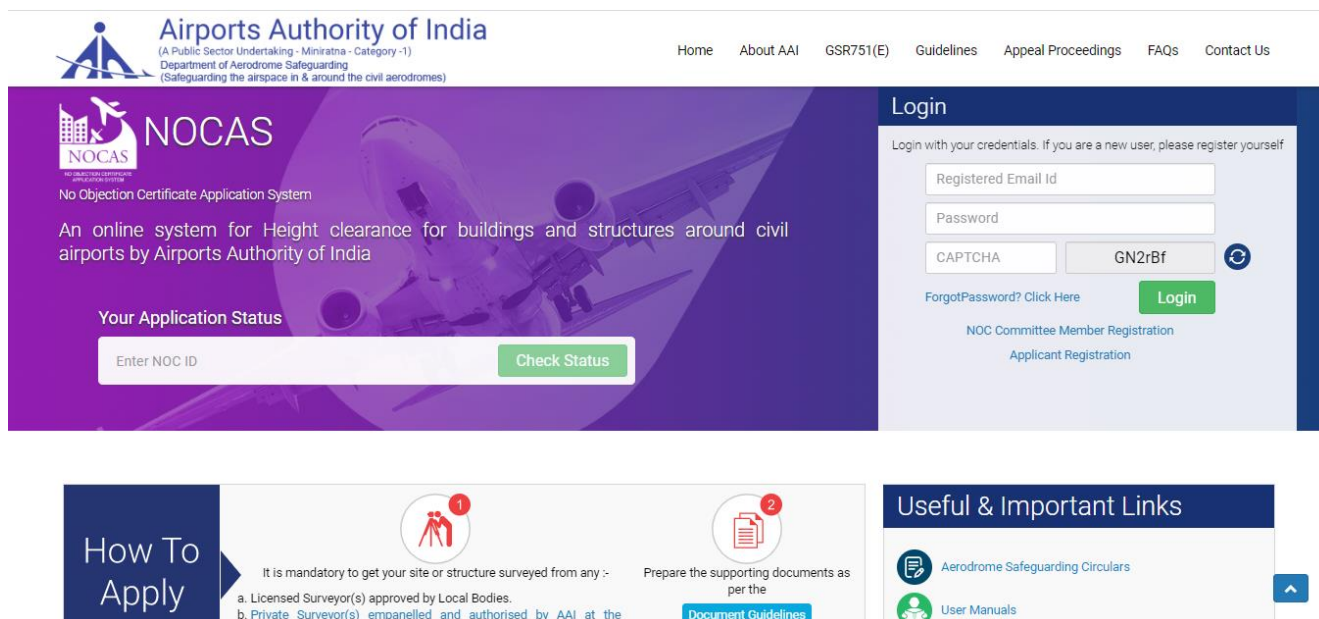 Airports Authority of India
(A Public Sector Undertaking - Miniratna - Category -1)
Department of Aerodrome Safeguarding
(Safeguarding the airspace in & around the civil aerodromes)
Home About AAI GSR751(E) Guidelines Appeal Proceedings FAQs Contact Us
NOCAS
NOCAS
NO OBJECTION CERTIFICATE
APPLICATION SYSTEM
No Objection Certificate Application System
An online system for Height clearance for buildings and structures around civil
airports by Airports Authority of India
Your Application Status
Enter NOC ID
Check Status
Login
Login with your credentials. If you are a new user, please register yourself
Registered Email Id
Password
CAPTCHA
GN2rBf
ForgotPassword? Click Here
Login
NOC Committee Member Registration
Applicant Registration
How To
Apply
1
It is mandatory to get your site or structure surveyed from any :-
a. Licensed Surveyor(s) approved by Local Bodies.
b. Private Surveyor(s) empanelled and authorised by AAI at the
2
Prepare the supporting documents as
per the
Document Guidelines
Useful & Important Links
Aerodrome Safeguarding Circulars
User Manuals